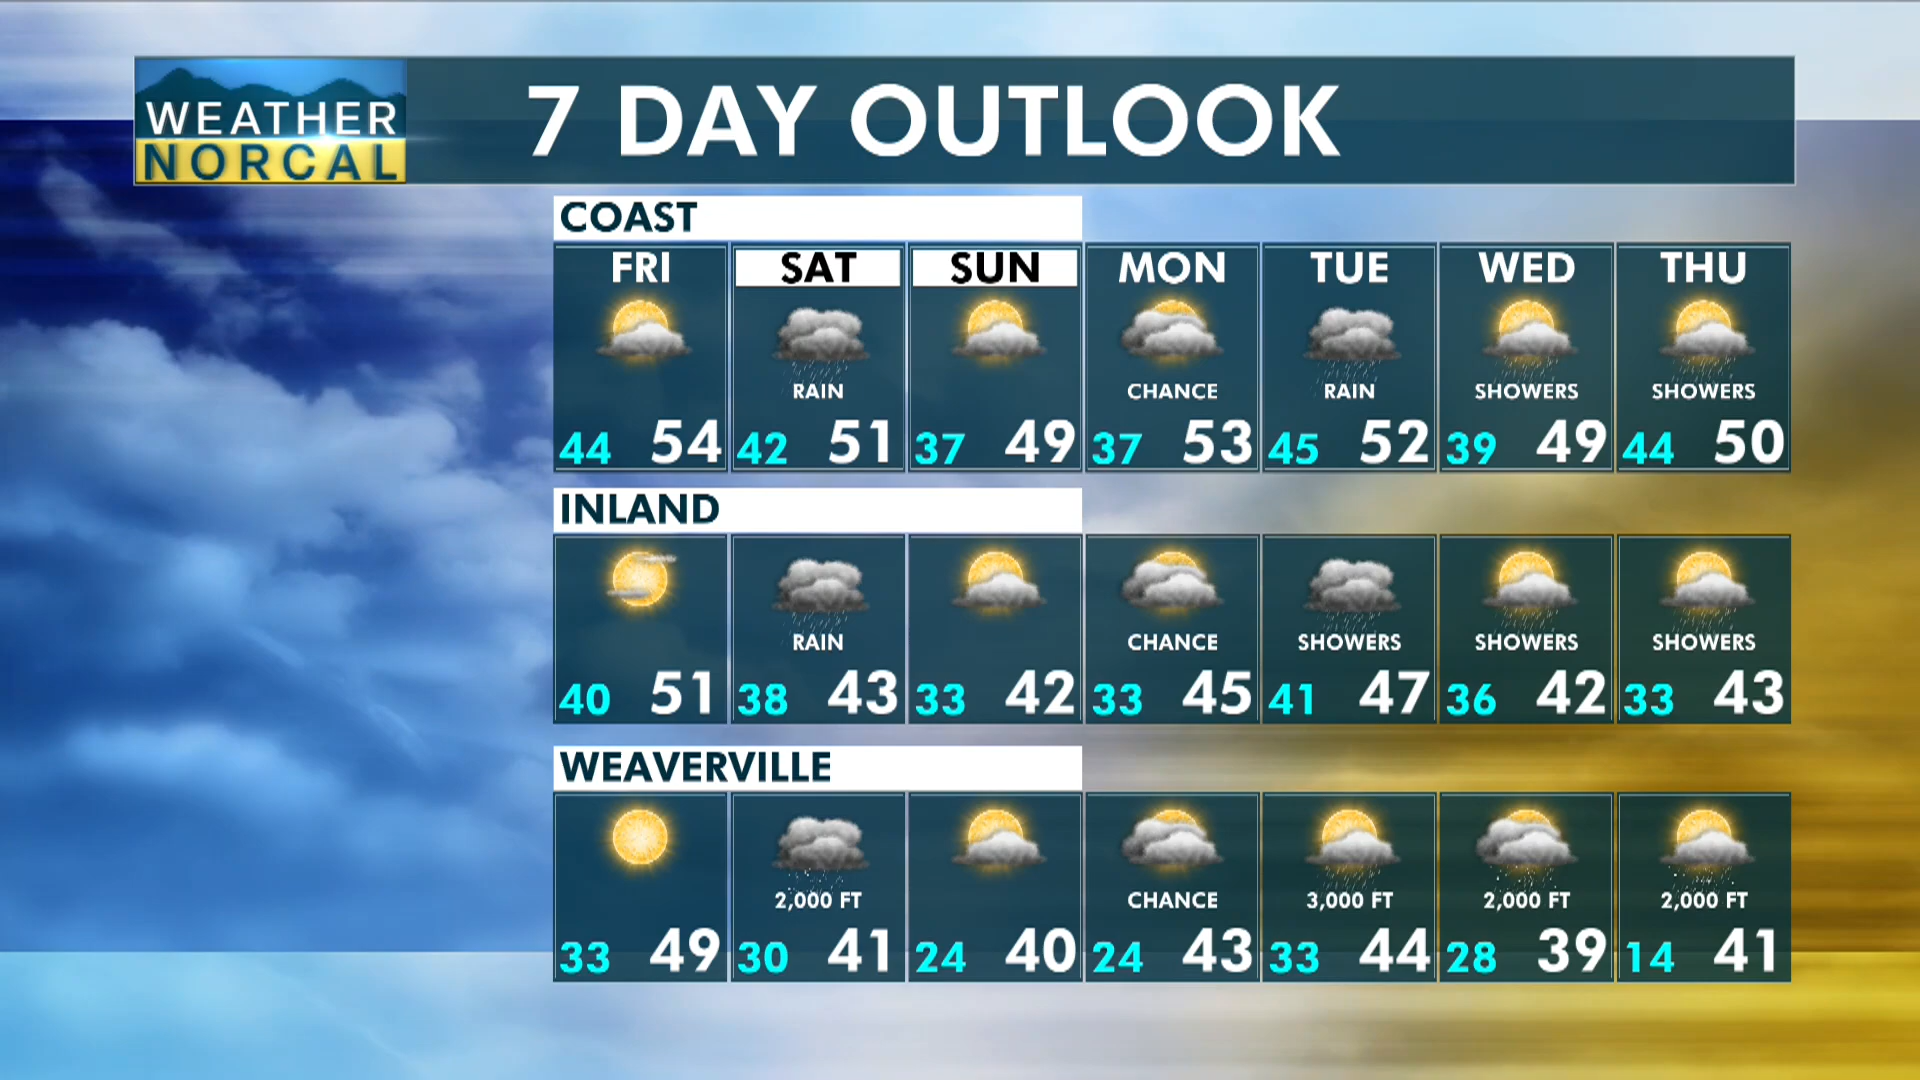 WEATHER
NORCAL
7 DAY OUTLOOK
COAST
FRI SAT SUN MON TUE WED THU
RAIN CHANCE RAIN SHOWERS SHOWERS
44 54 42 51 37 49 37 53 45 52 39 49 44 50
INLAND
RAIN CHANCE SHOWERS SHOWERS SHOWERS
40 51 38 43 33 42 33 45 41 47 36 42 33 43
WEAVERVILLE
2,000 FT CHANCE 3,000 FT 2,000 FT 2,000 FT
33 49 30 41 24 40 24 43 33 44 28 39 14 41